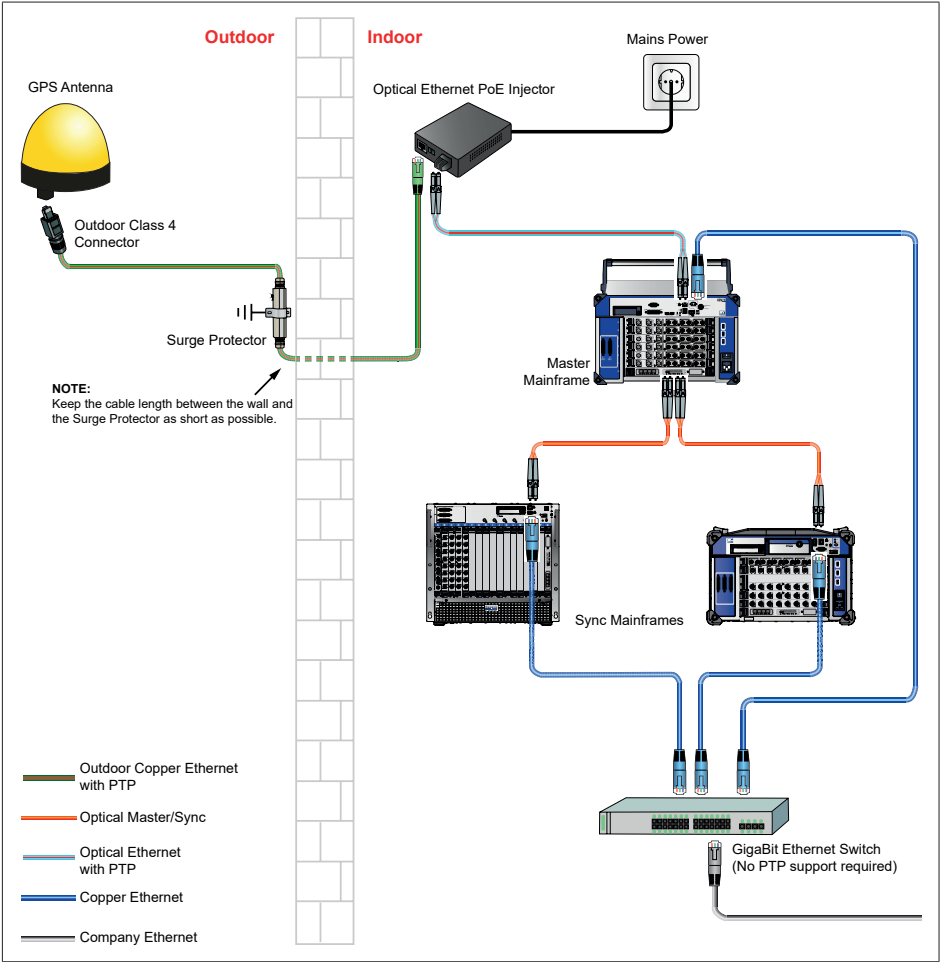 Outdoor
Indoor
Mains Power
GPS Antenna
Optical Ethernet PoE Injector
Outdoor Class 4
Connector
Surge Protector
NOTE:
Keep the cable length between the wall and
the Surge Protector as short as possible.
Master
Mainframe
Sync Mainframes
Outdoor Copper Ethernet
with PTP
Optical Master/Sync
Optical Ethernet
with PTP
Copper Ethernet
Company Ethernet
GigaBit Ethernet Switch
(No PTP support required)